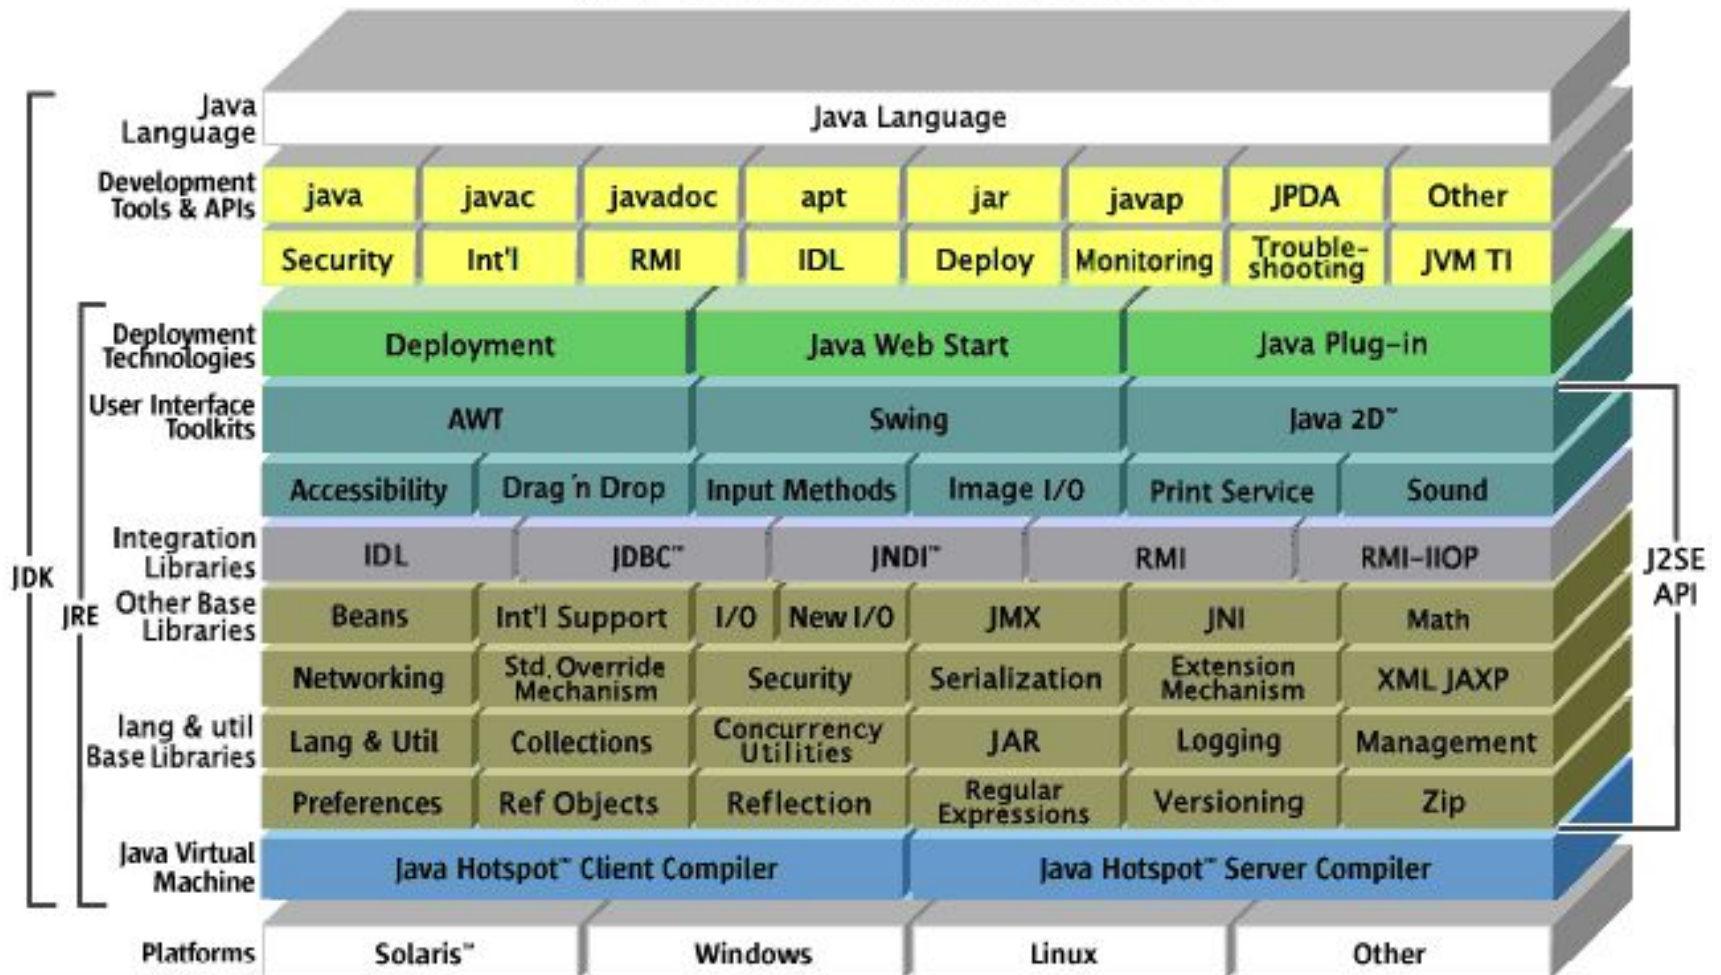 Java
Language
Java Language
Development
Tools & APIs
java
javac
javadoc
apt
jar
javap
JPDA
Other
Security
Int'l
RMI
IDL
Deploy
Monitoring
Trouble-
shooting
JVM TI
Deployment
Technologies
Deployment
Java Web Start
Java Plug-in
User Interface
Toolkits
AWT
Swing
Java 2D™
Accessibility
Drag 'n Drop
Input Methods
Image I/O
Print Service
Sound
Integration
Libraries
IDL
JDBC™
JNDI™
RMI
RMI-IIOP
JDK
JRE
J2SE
API
Other Base
Libraries
Beans
Int'l Support
I/O
New I/O
JMX
JNI
Math
Networking
Std. Override
Mechanism
Security
Serialization
Extension
Mechanism
XML JAXP
lang & util
Base Libraries
Lang & Util
Collections
Concurrency
Utilities
JAR
Logging
Management
Preferences
Ref Objects
Reflection
Regular
Expressions
Versioning
Zip
Java Virtual
Machine
Java Hotspot™ Client Compiler
Java Hotspot™ Server Compiler
Platforms
Solaris™
Windows
Linux
Other